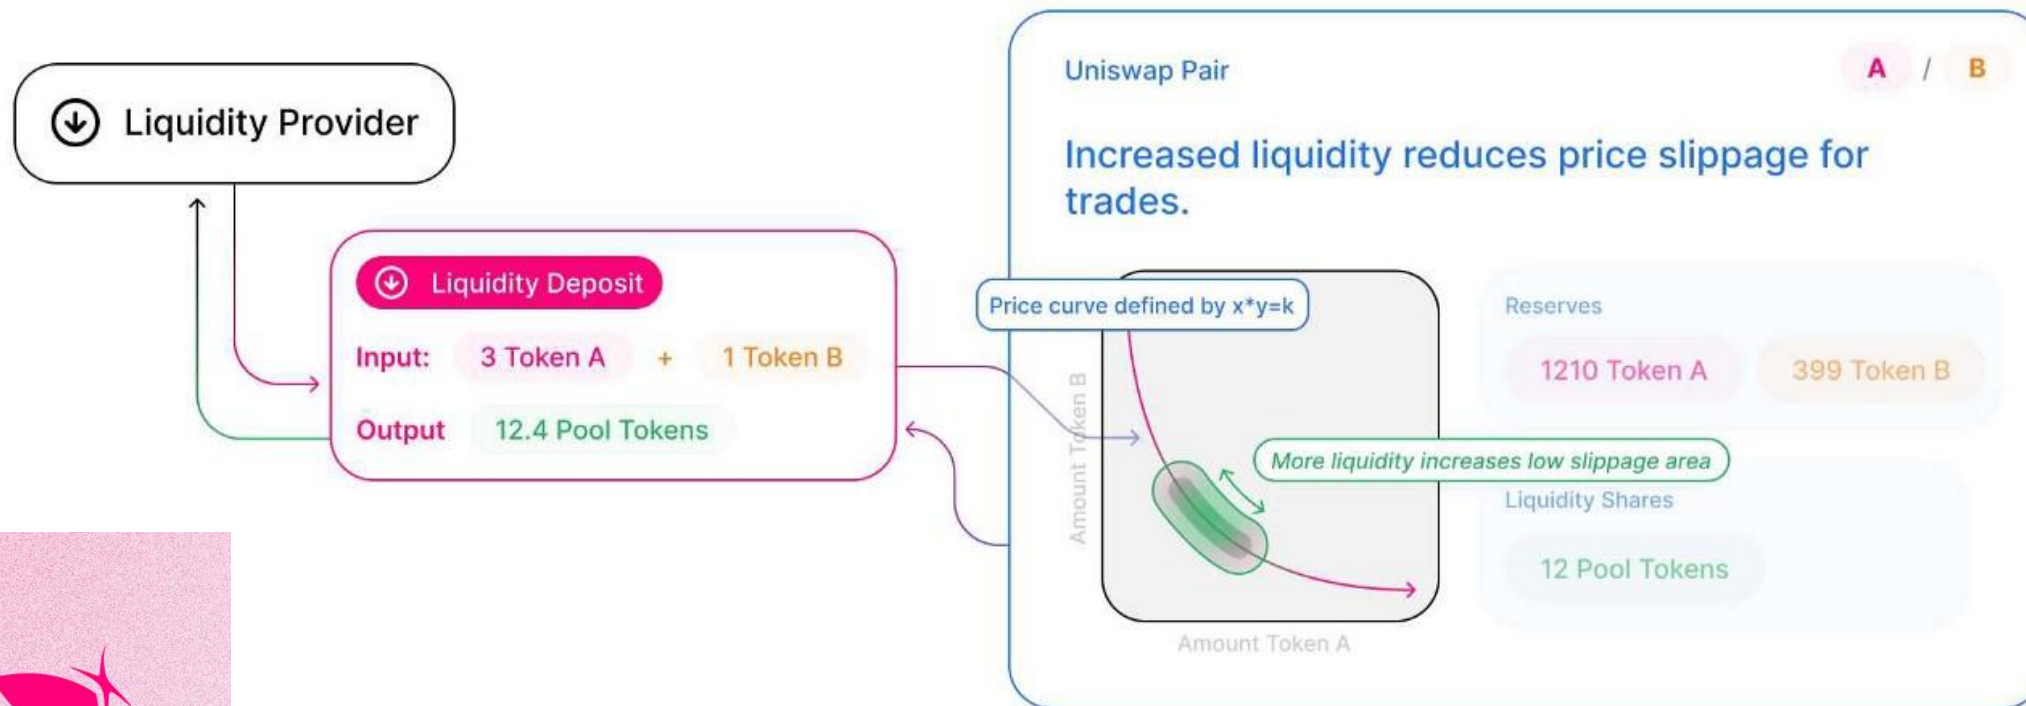 Liquidity Provider
Liquidity Deposit
Input: 3 Token A + 1 Token B
Output 12.4 Pool Tokens
Uniswap Pair
A / B
Increased liquidity reduces price slippage for
trades.
Price curve defined by x*y=k
Amount Token B
Amount Token A
More liquidity increases low slippage area
Reserves
1210 Token A 399 Token B
Liquidity Shares
12 Pool Tokens